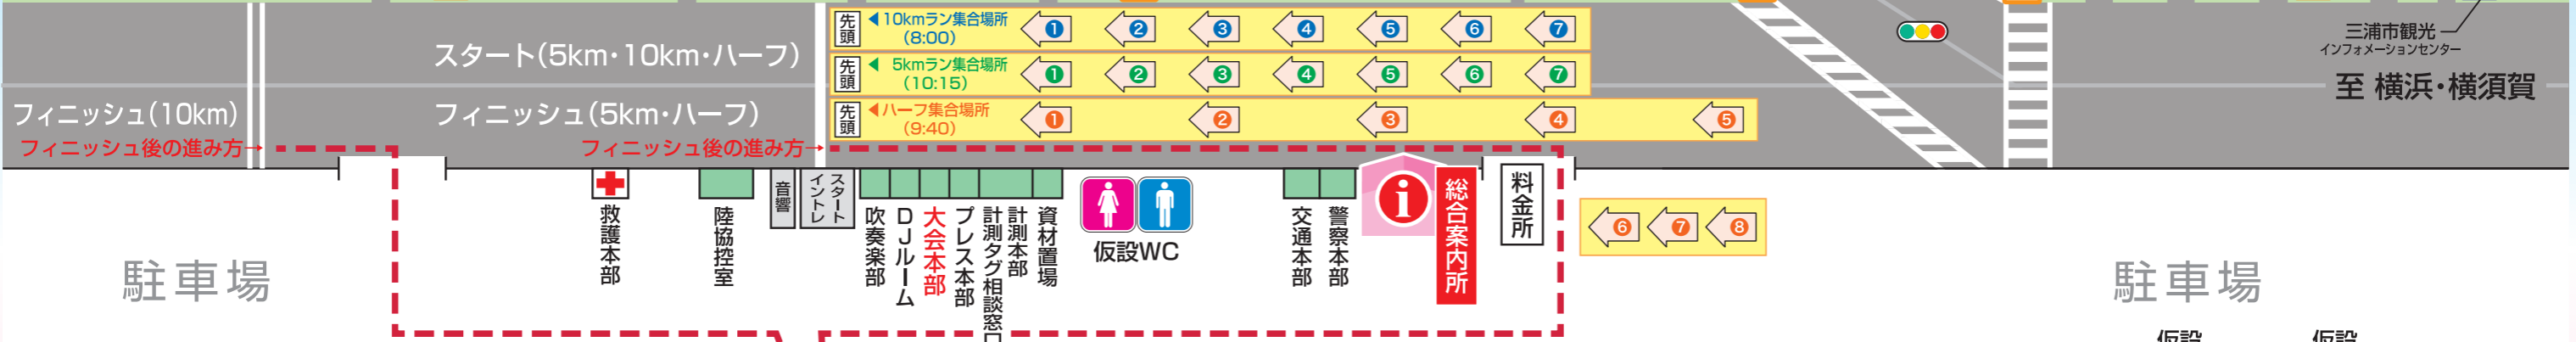 先頭
10kmラン集合場所
(8:00)
1 2 3 4 5 6 7
スタート(5km・10km・ハーフ)
先頭
5kmラン集合場所
(10:15)
1 2 3 4 5 6 7
フィニッシュ(10km)
フィニッシュ(5km・ハーフ)
先頭
ハーフ集合場所
(9:40)
1 2 3 4 5
フィニッシュ後の進み方→
フィニッシュ後の進み方→
三浦市観光
インフォメーションセンター
至 横浜・横須賀
救護本部
陸協控室
音響
スタート
イントレ
吹奏楽部
DJルーム
大会本部
プレス本部
計測タグ相談窓口
計測本部
資材置場
仮設WC
交通本部
警察本部
i
総合案内所
料金所
6 7 8
駐車場
駐車場
仮設
仮設